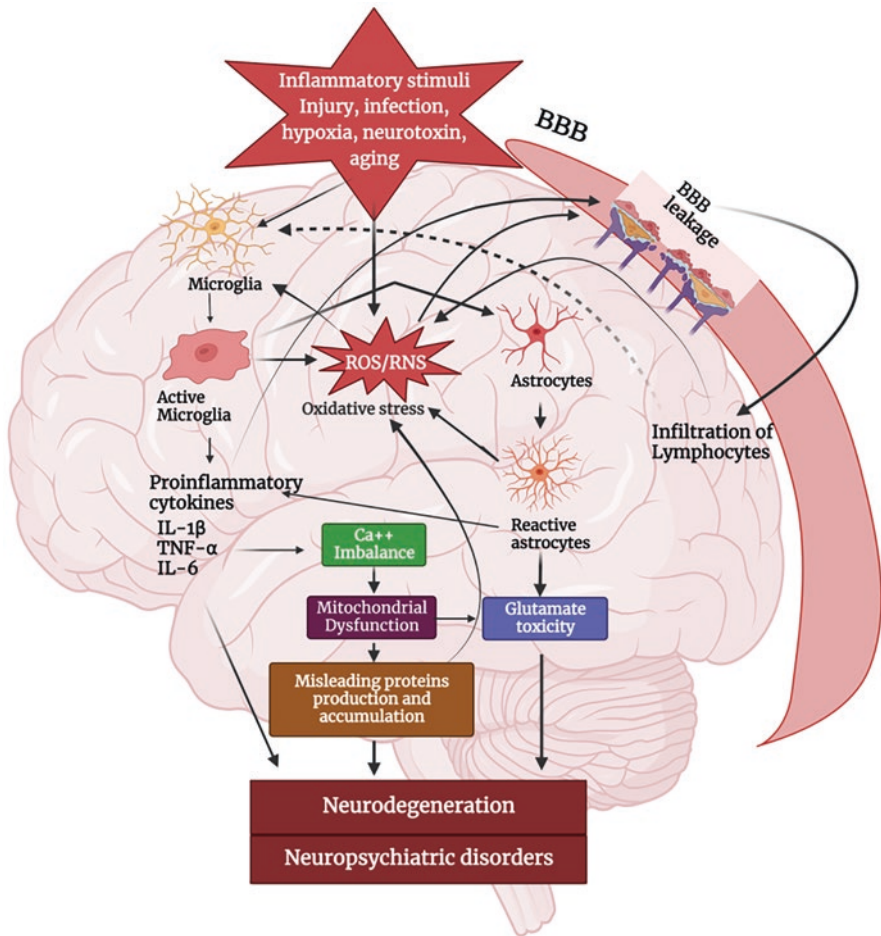 Inflammatory stimuli
Injury, infection,
hypoxia, neurotoxin,
aging
BBB
BBB
leakage
Microglia
ROS/RNS
Oxidative stress
Astrocytes
Active
Microglia
Infiltration of
Lymphocytes
Proinflammatory
cytokines
IL-1β
TNF-α
IL-6
Reactive
astrocytes
Ca++
Imbalance
Mitochondrial
Dysfunction
Glutamate
toxicity
Misleading proteins
production and
accumulation
Neurodegeneration
Neuropsychiatric disorders